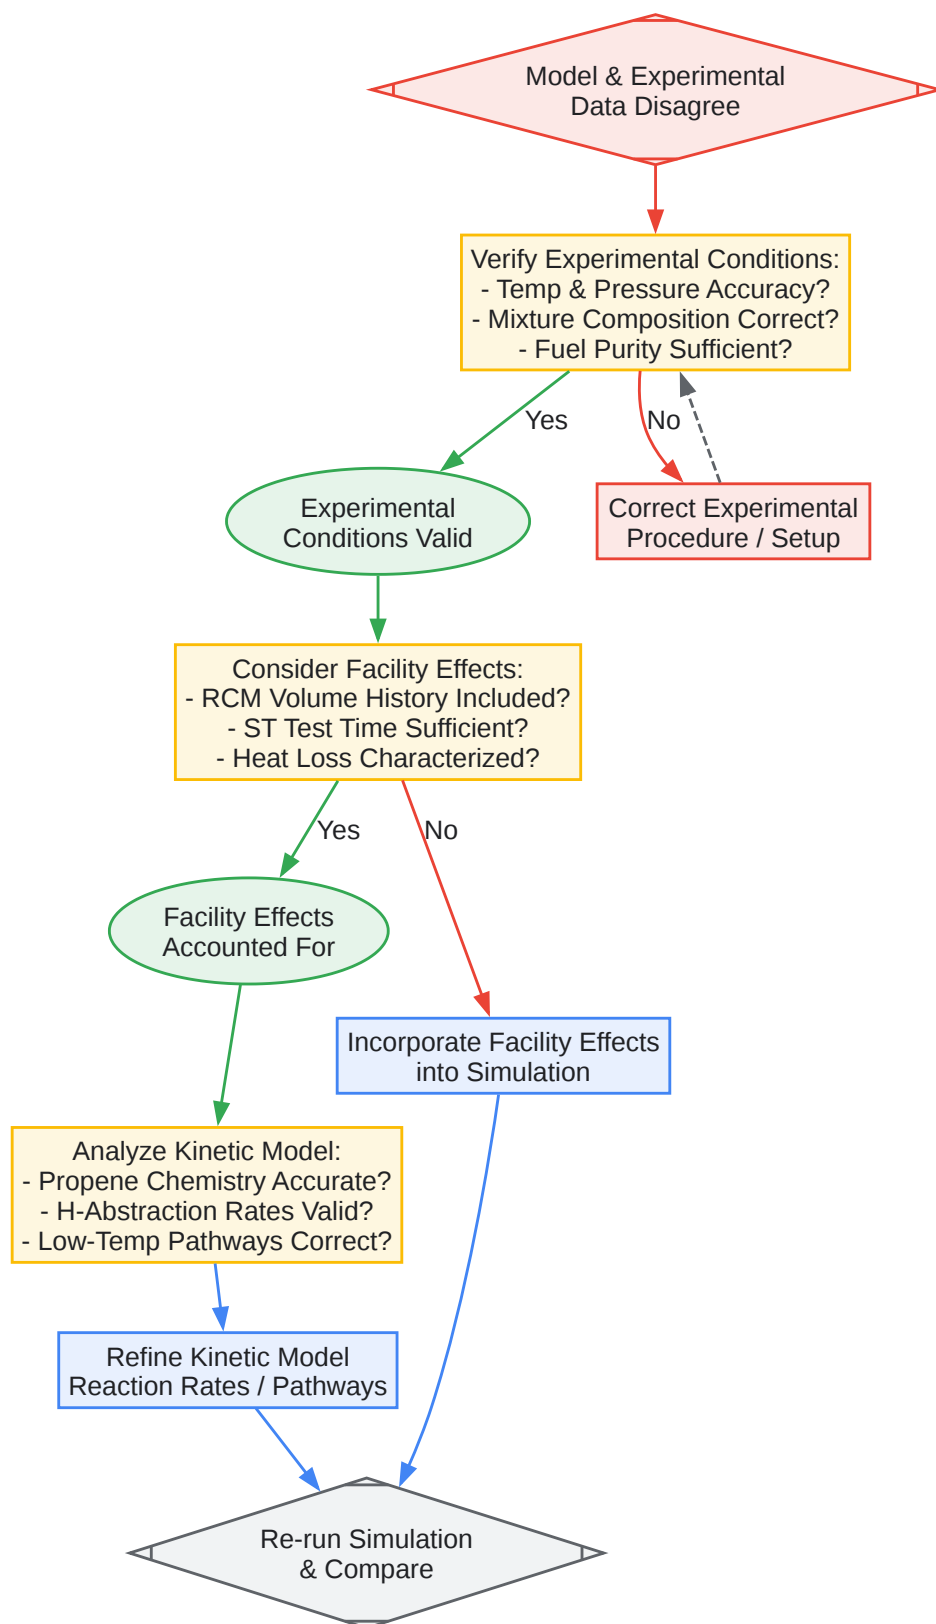 Model & Experimental
Data Disagree
Verify Experimental Conditions:
- Temp & Pressure Accuracy?
- Mixture Composition Correct?
- Fuel Purity Sufficient?
Yes
No
Experimental
Conditions Valid
Correct Experimental
Procedure / Setup
Consider Facility Effects:
- RCM Volume History Included?
- ST Test Time Sufficient?
- Heat Loss Characterized?
Yes
No
Facility Effects
Accounted For
Incorporate Facility Effects
into Simulation
Analyze Kinetic Model:
- Propene Chemistry Accurate?
- H-Abstraction Rates Valid?
- Low-Temp Pathways Correct?
Refine Kinetic Model
Reaction Rates / Pathways
Re-run Simulation
& Compare